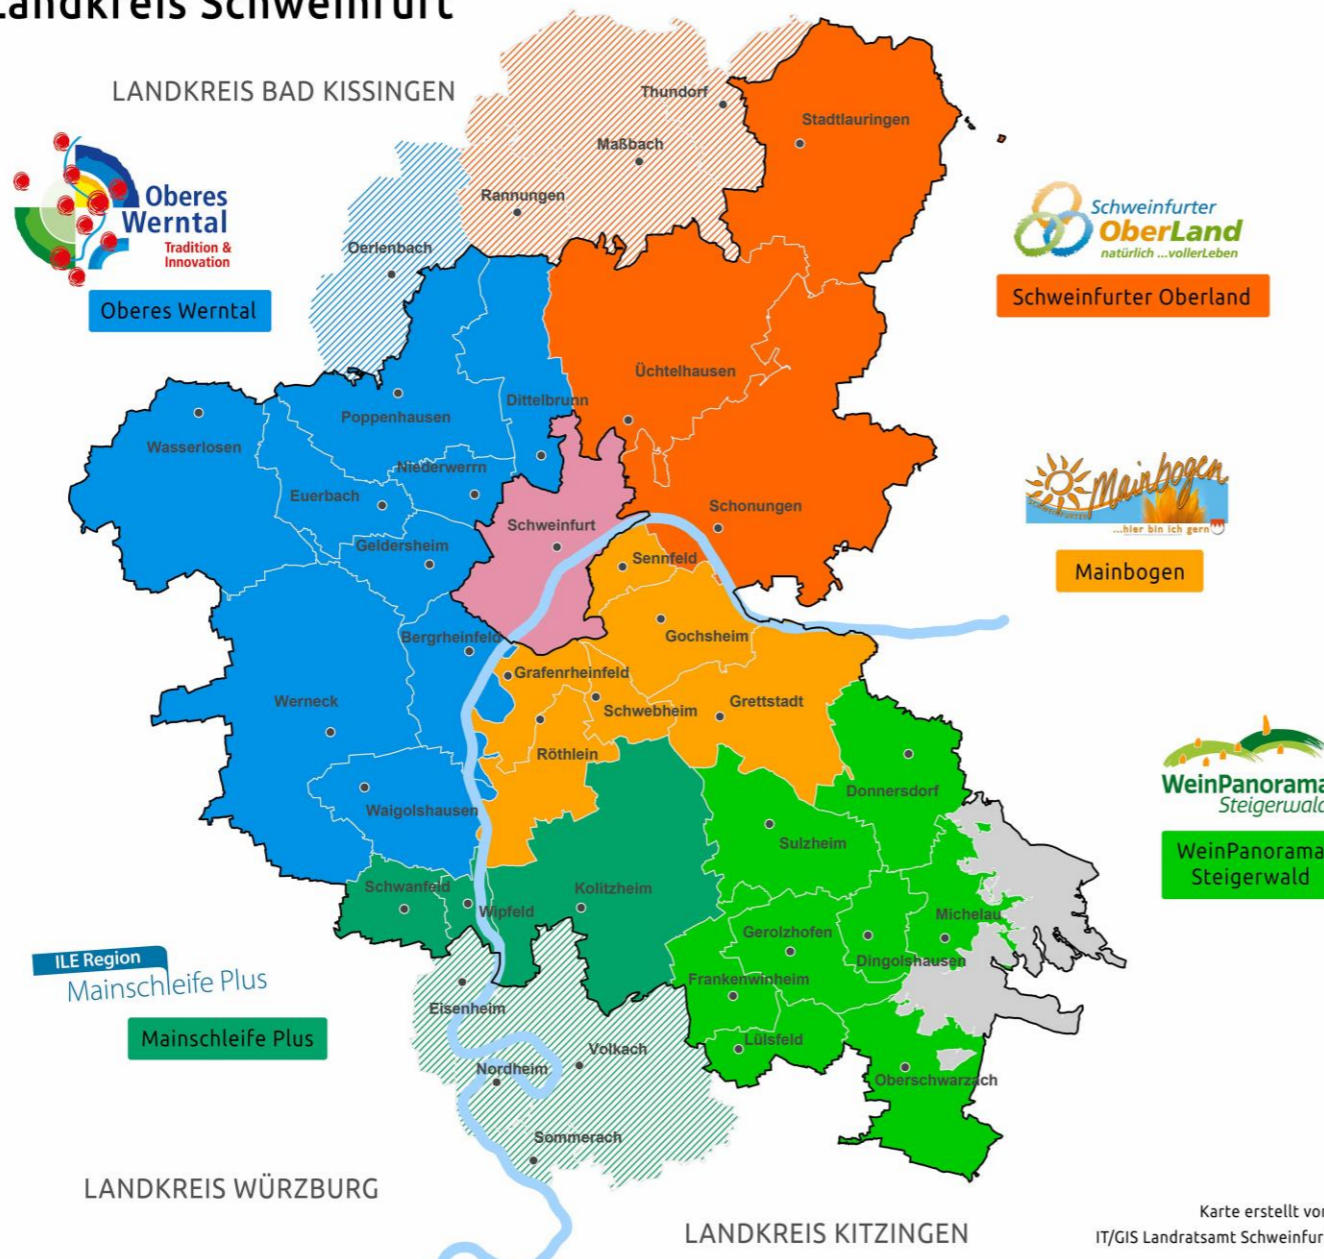 Landkreis Schweinfurt
LANDKREIS BAD KISSINGEN
Thundorf
Stadtlauringen
Maßbach
Rannungen
Oberes
Werntal
Tradition &
Innovation
Oberes Werntal
Oerlenbach
Schweinfurter
OberLand
natürlich ...vollerLeben
Schweinfurter Oberland
Üchtelhausen
Dittelbrunn
Poppenhausen
Wasserlosen
Niederwerrn
Euerbach
Geldersheim
Schweinfurt
Schonungen
Sennfeld
Mainbogen
SCHWEINFURTER
...hier bin ich gern
Mainbogen
Gochsheim
Bergrheinfeld
Grafenrheinfeld
Schwebheim
Grettstadt
Werneck
Röthlein
Waigolshausen
Donnersdorf
Sulzheim
WeinPanorama
Steigerwald
WeinPanorama
Steigerwald
Schwanfeld
Wipfeld
Kolitzheim
Michelau
Gerolzhofen
Dingolshausen
Frankenwinheim
Lülsfeld
Oberschwarzach
ILE Region
Mainschleife Plus
Mainschleife Plus
Eisenheim
Volkach
Nordheim
Sommerach
LANDKREIS WÜRZBURG
LANDKREIS KITZINGEN
Karte erstellt von
IT/GIS Landratsamt Schweinfur